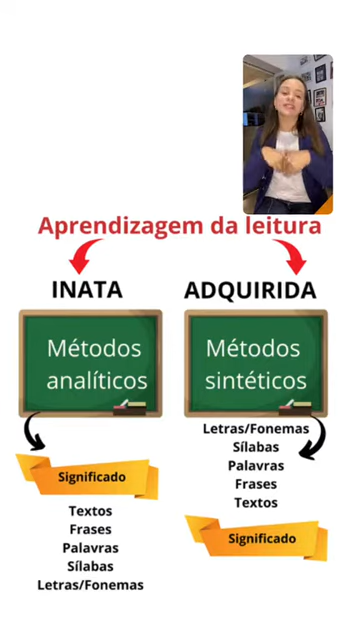 Aprendizagem da leitura
INATA
Métodos
analíticos
Significado
Textos
Frases
Palavras
Sílabas
Letras/Fonemas
ADQUIRIDA
Métodos
sintéticos
Letras/Fonemas
Sílabas
Palavras
Frases
Textos
Significado